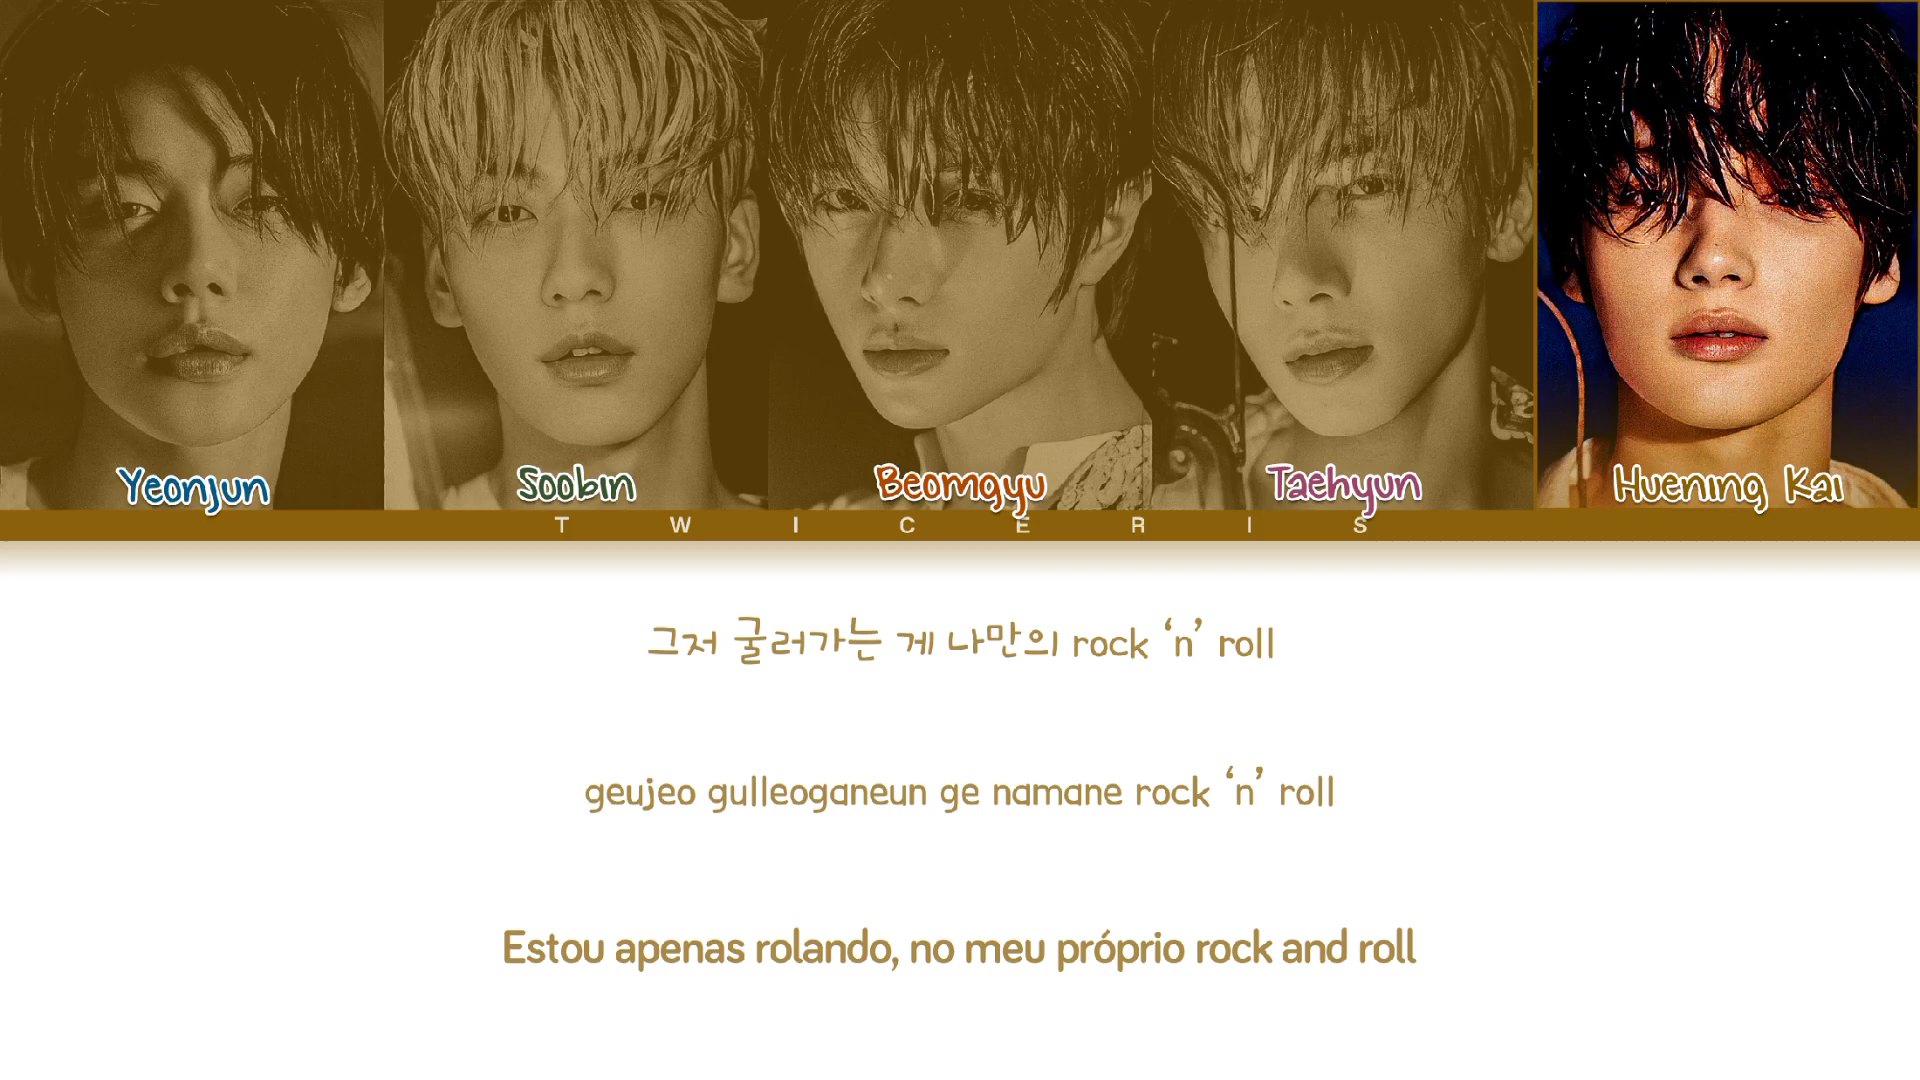 Yeonjun Soobin Beomgyu Taehyun Huening Kai
T W I C E R I S
그저 굴러가는 게 나만의 rock ‘n’ roll
geujeo gulleoganeun ge namane rock ‘n’ roll
Estou apenas rolando, no meu próprio rock and roll